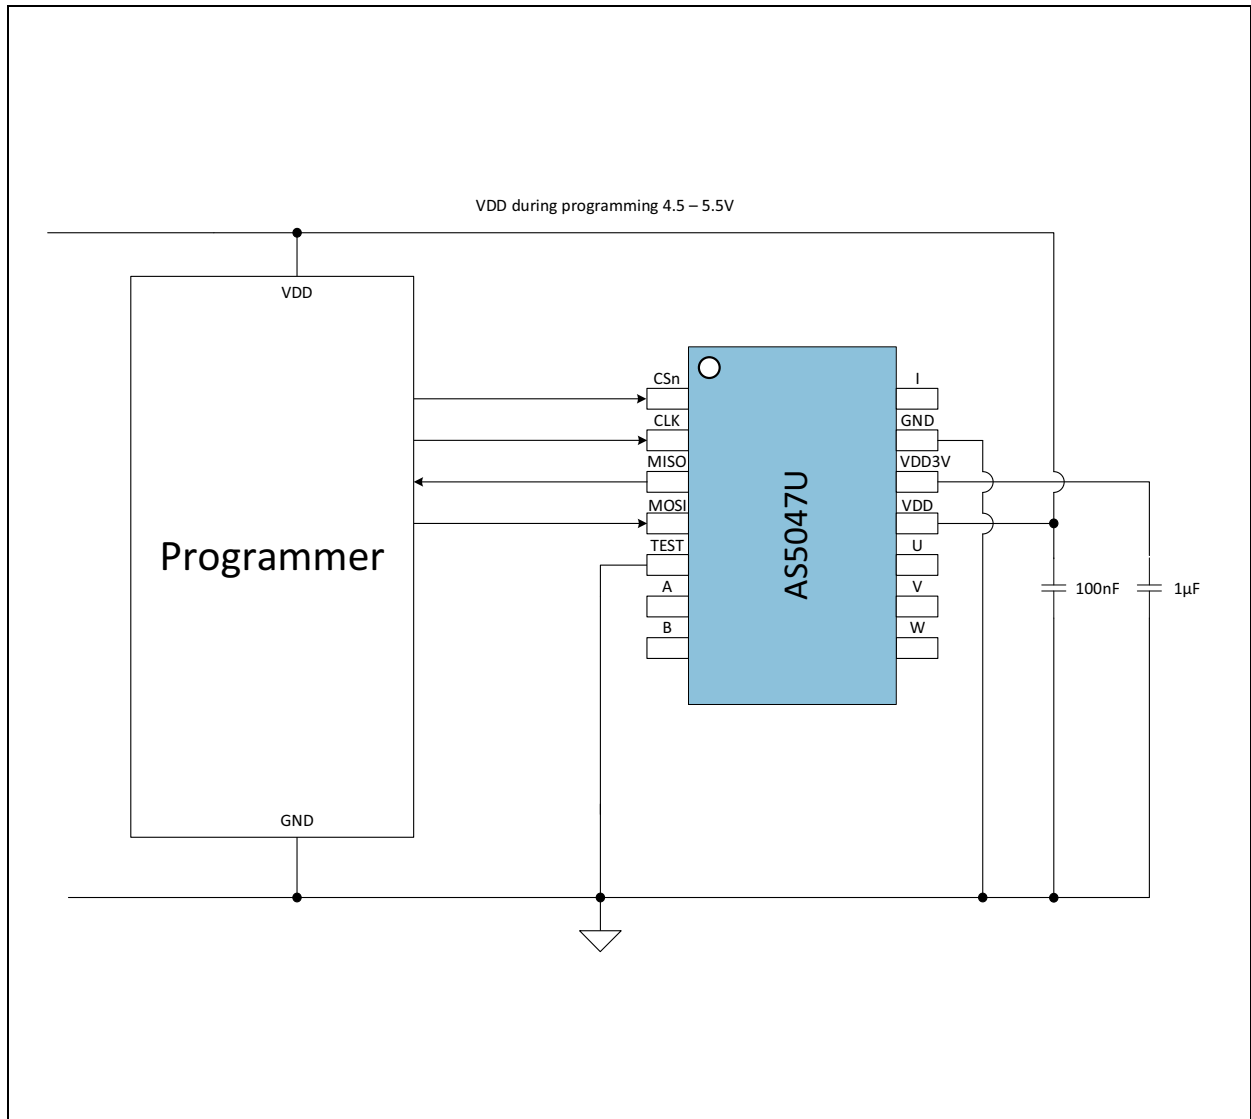 VDD during programming 4.5 – 5.5V
VDD
Programmer
GND
CSn
CLK
MISO
MOSI
TEST
A
B
AS5047U
I
GND
VDD3V
VDD
U
V
W
100nF
1µF